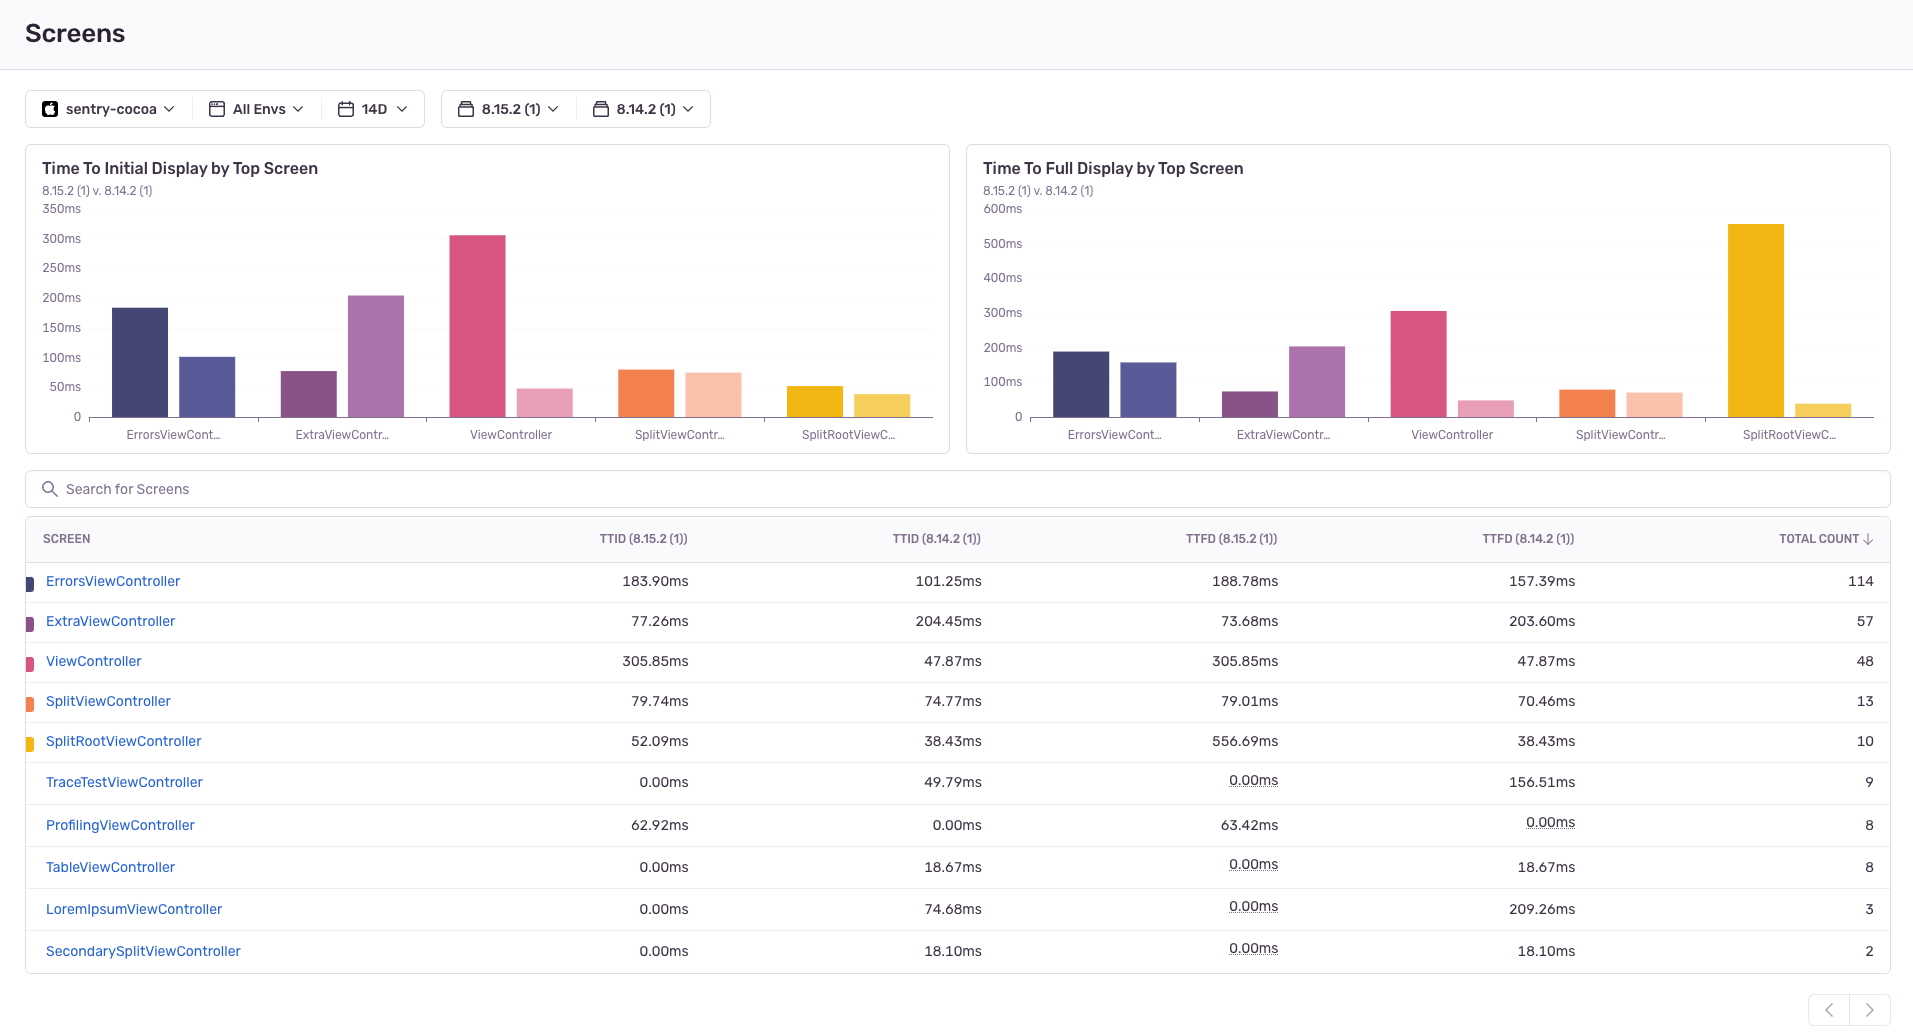 Screens
sentry-cocoa All Envs 14D 8.15.2 (1) 8.14.2 (1)
Time To Initial Display by Top Screen
8.15.2 (1) v. 8.14.2 (1)
350ms
300ms
250ms
200ms
150ms
100ms
50ms
0
ErrorsViewCont... ExtraViewContr... ViewController SplitViewContr... SplitRootViewC...
Time To Full Display by Top Screen
8.15.2 (1) v. 8.14.2 (1)
600ms
500ms
400ms
300ms
200ms
100ms
0
ErrorsViewCont... ExtraViewContr... ViewController SplitViewContr... SplitRootViewC...
Search for Screens
SCREEN TTID (8.15.2 (1)) TTID (8.14.2 (1)) TTFD (8.15.2 (1)) TTFD (8.14.2 (1)) TOTAL COUNT
ErrorsViewController 183.90ms 101.25ms 188.78ms 157.39ms 114
ExtraViewController 77.26ms 204.45ms 73.68ms 203.60ms 57
ViewController 305.85ms 47.87ms 305.85ms 47.87ms 48
SplitViewController 79.74ms 74.77ms 79.01ms 70.46ms 13
SplitRootViewController 52.09ms 38.43ms 556.69ms 38.43ms 10
TraceTestViewController 0.00ms 49.79ms 0.00ms 156.51ms 9
ProfilingViewController 62.92ms 0.00ms 63.42ms 0.00ms 8
TableViewController 0.00ms 18.67ms 0.00ms 18.67ms 8
LoremIpsumViewController 0.00ms 74.68ms 0.00ms 209.26ms 3
SecondarySplitViewController 0.00ms 18.10ms 0.00ms 18.10ms 2